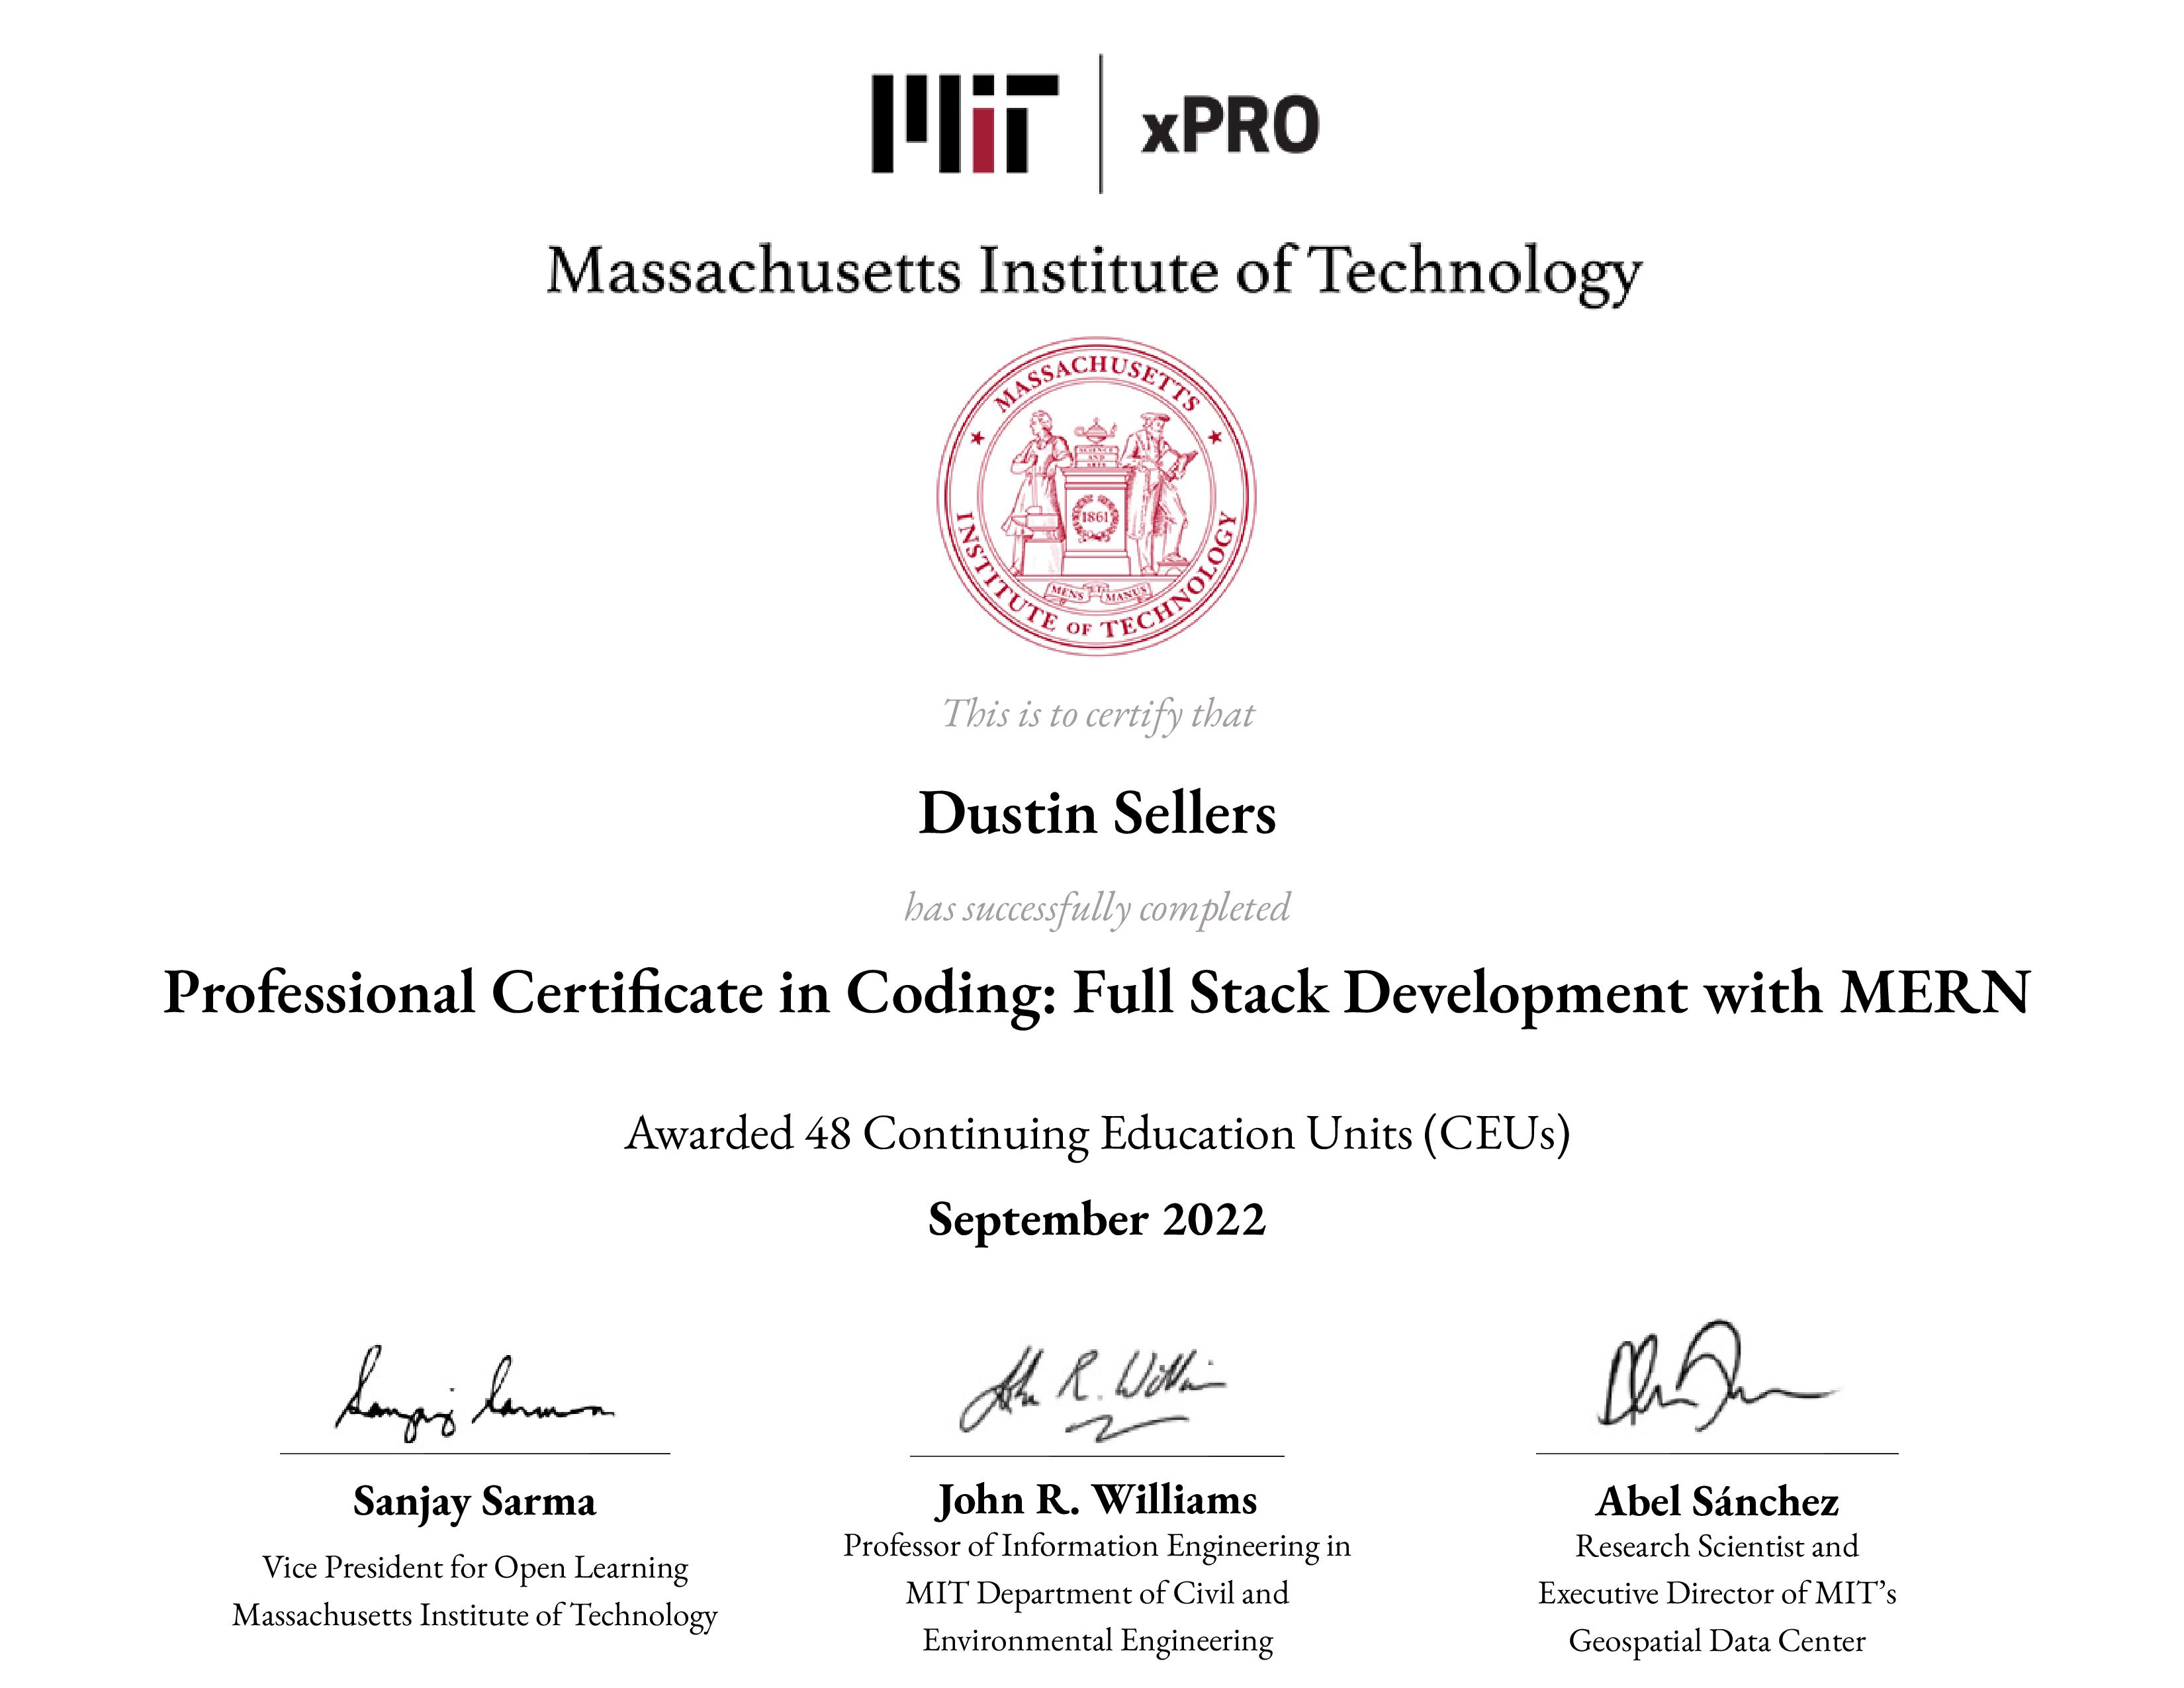 MIT xPRO
Massachusetts Institute of Technology
MASSACHUSETTS
SCIENCE
AND
ARTS
1861
MENS ET MANUS
INSTITUTE OF TECHNOLOGY
This is to certify that
Dustin Sellers
has successfully completed
Professional Certificate in Coding: Full Stack Development with MERN
Awarded 48 Continuing Education Units (CEUs)
September 2022
Sanjay Sarma
John R. Williams
Abel Sánchez
Vice President for Open Learning
Massachusetts Institute of Technology
Professor of Information Engineering in
MIT Department of Civil and
Environmental Engineering
Research Scientist and
Executive Director of MIT’s
Geospatial Data Center